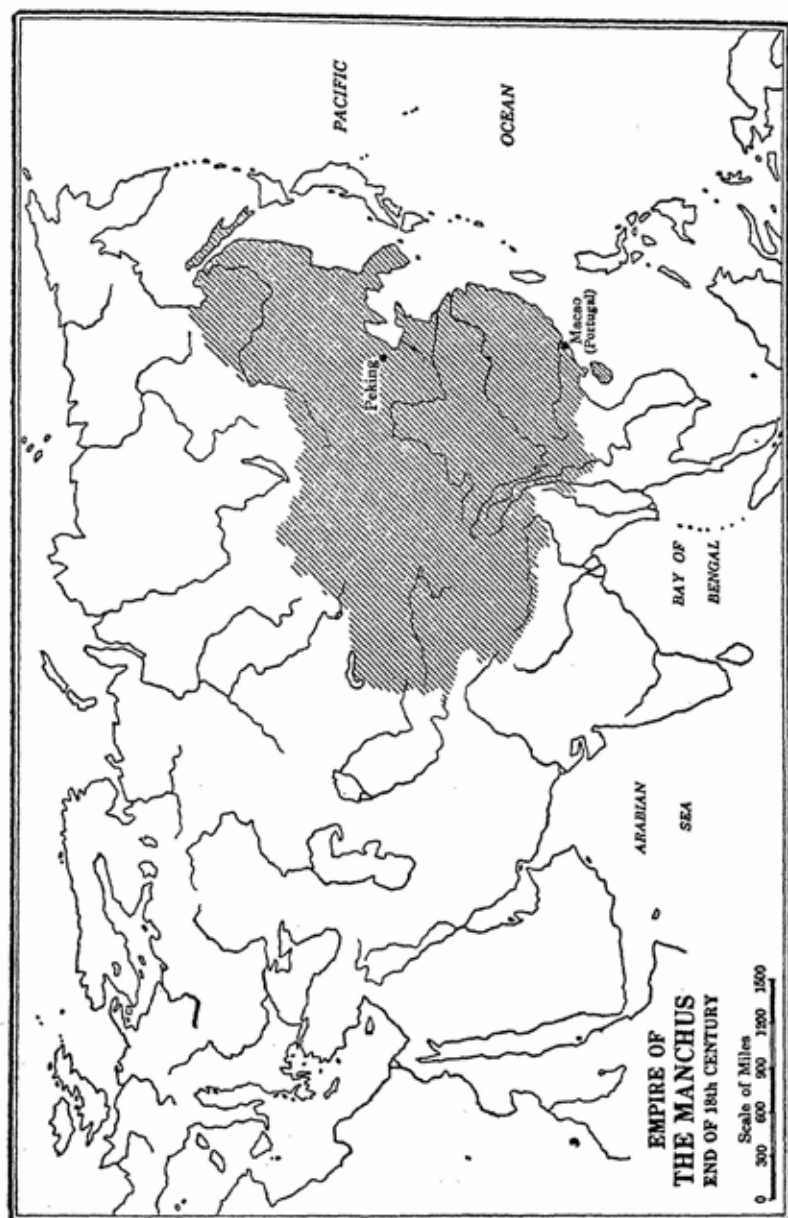 PACIFIC
OCEAN
Peking
Macao
(Portugal)
BAY OF
BENGAL
ARABIAN
SEA
EMPIRE OF
THE MANCHUS
END OF 18th CENTURY
Scale of Miles
0 300 600 900 1200 1500